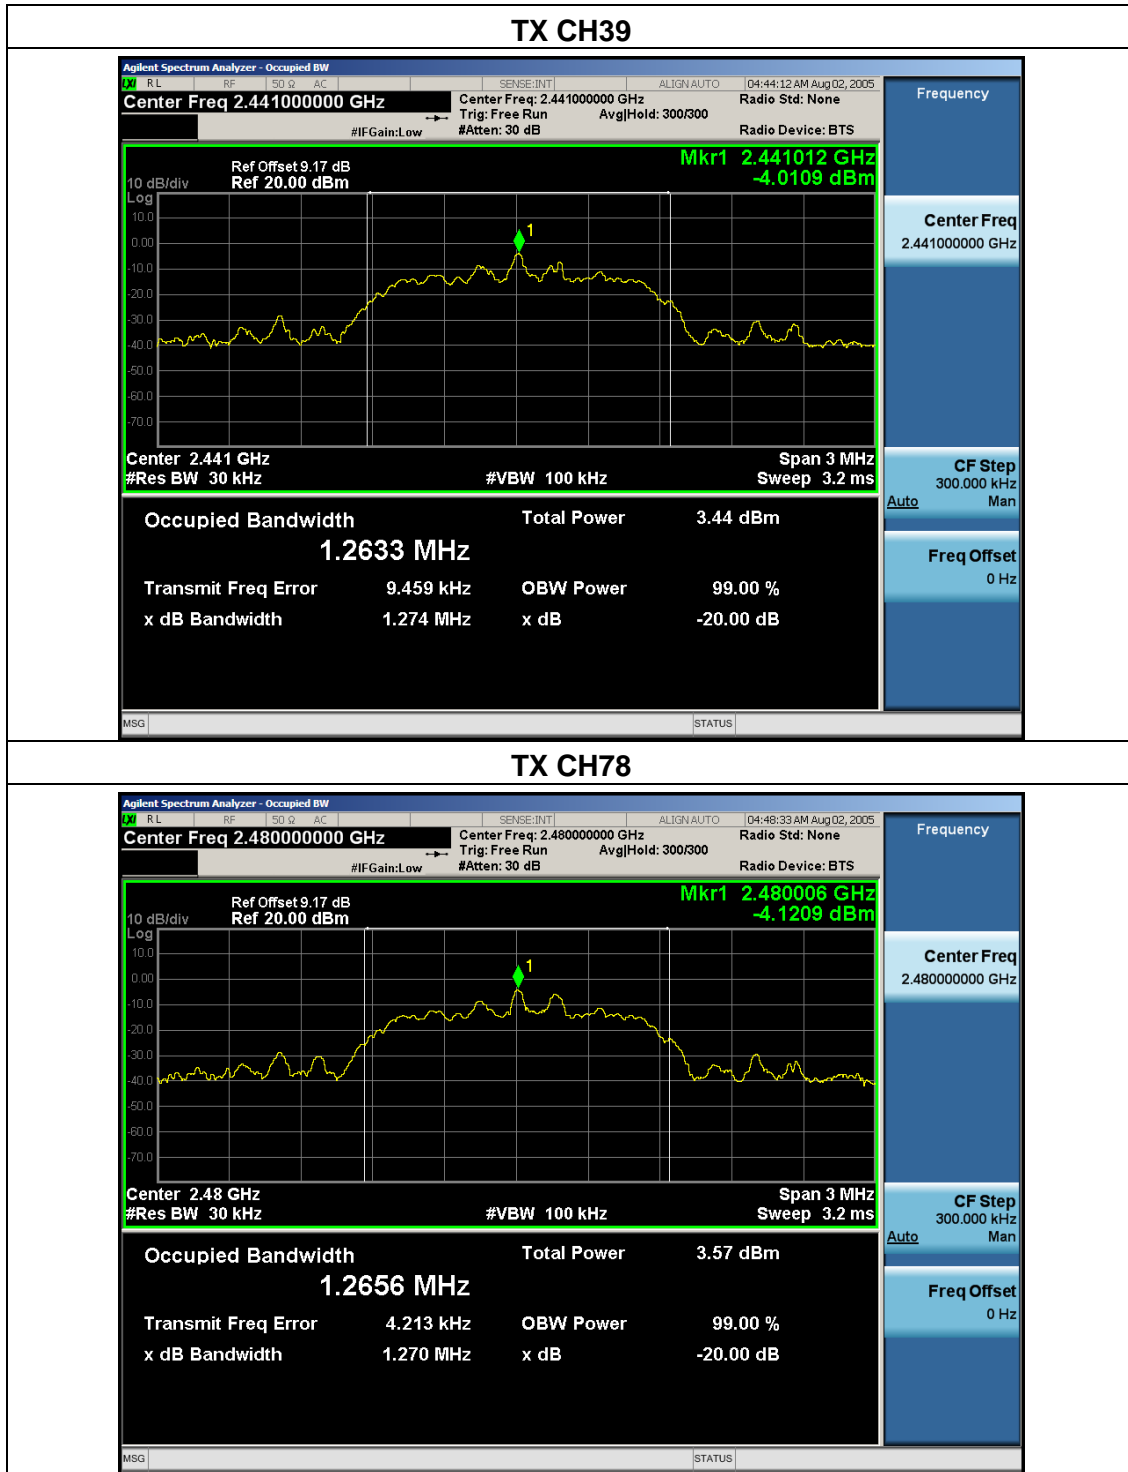 TX CH39
Agilent Spectrum Analyzer - Occupied BW
LXI RL RF 50 Ω AC SENSE:INT ALIGN AUTO 04:44:12 AM Aug 02, 2005
Center Freq 2.441000000 GHz
Center Freq: 2.441000000 GHz
Radio Std: None
Trig: Free Run Avg|Hold: 300/300
#IFGain:Low #Atten: 30 dB Radio Device: BTS
Frequency
Mkr1 2.441012 GHz
-4.0109 dBm
Ref Offset 9.17 dB
10 dB/div Ref 20.00 dBm
Log
10.0
0.00
-10.0
-20.0
-30.0
-40.0
-50.0
-60.0
-70.0
1
Center 2.441 GHz Span 3 MHz
#Res BW 30 kHz #VBW 100 kHz Sweep 3.2 ms
Center Freq
2.441000000 GHz
CF Step
300.000 kHz
Auto Man
Freq Offset
0 Hz
Occupied Bandwidth Total Power 3.44 dBm
1.2633 MHz
Transmit Freq Error 9.459 kHz OBW Power 99.00 %
x dB Bandwidth 1.274 MHz x dB -20.00 dB
MSG STATUS
TX CH78
Agilent Spectrum Analyzer - Occupied BW
LXI RL RF 50 Ω AC SENSE:INT ALIGN AUTO 04:48:33 AM Aug 02, 2005
Center Freq 2.480000000 GHz
Center Freq: 2.480000000 GHz
Radio Std: None
Trig: Free Run Avg|Hold: 300/300
#IFGain:Low #Atten: 30 dB Radio Device: BTS
Frequency
Mkr1 2.480006 GHz
-4.1209 dBm
Ref Offset 9.17 dB
10 dB/div Ref 20.00 dBm
Log
10.0
0.00
-10.0
-20.0
-30.0
-40.0
-50.0
-60.0
-70.0
1
Center 2.48 GHz Span 3 MHz
#Res BW 30 kHz #VBW 100 kHz Sweep 3.2 ms
Center Freq
2.480000000 GHz
CF Step
300.000 kHz
Auto Man
Freq Offset
0 Hz
Occupied Bandwidth Total Power 3.57 dBm
1.2656 MHz
Transmit Freq Error 4.213 kHz OBW Power 99.00 %
x dB Bandwidth 1.270 MHz x dB -20.00 dB
MSG STATUS